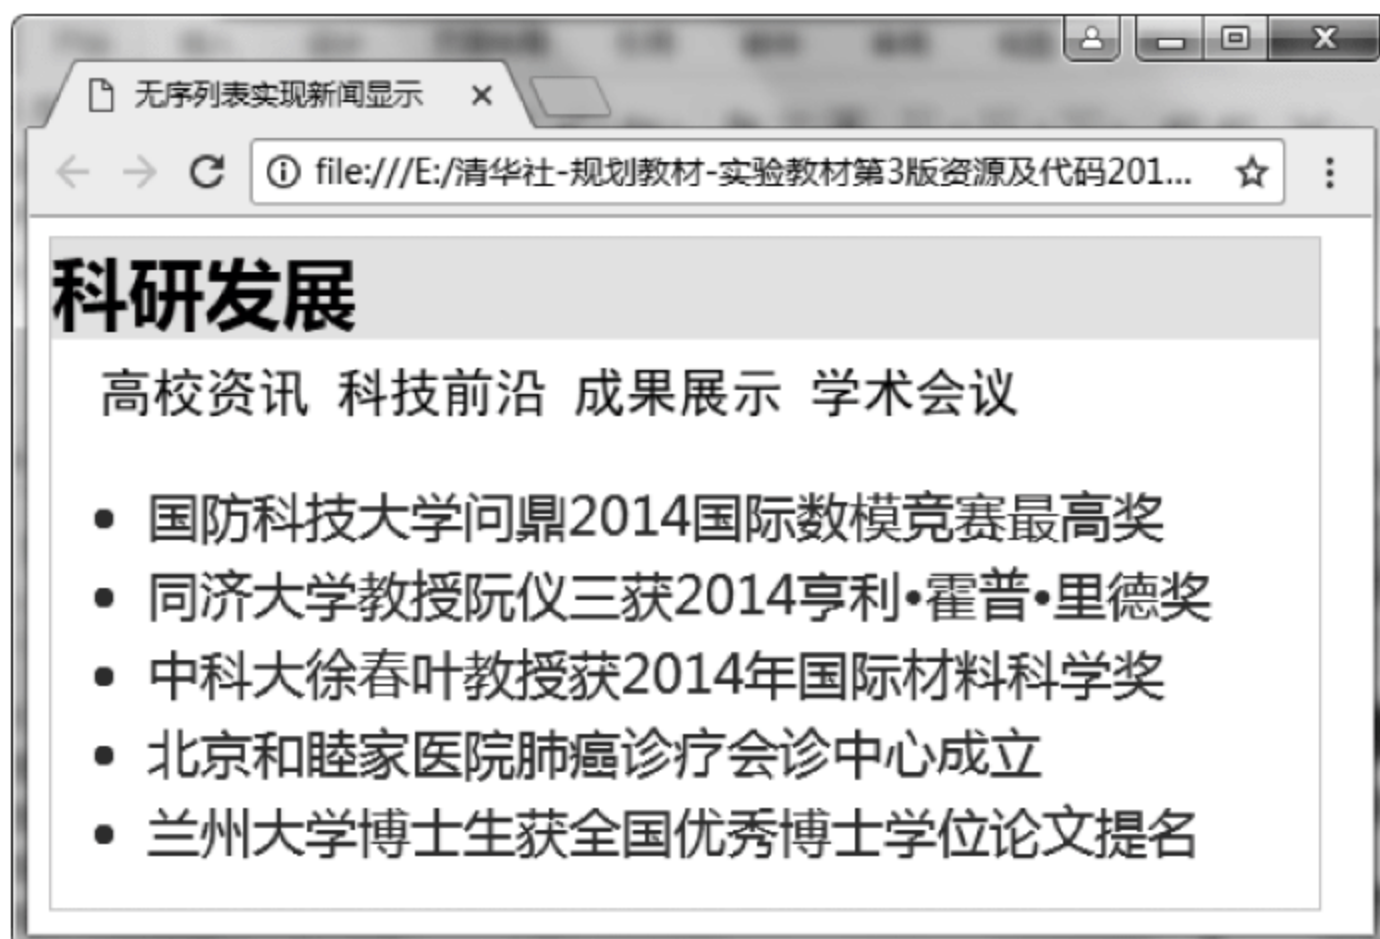 无序列表实现新闻显示
file:///E:/清华社-规划教材-实验教材第3版资源及代码201...
科研发展
高校资讯 科技前沿 成果展示 学术会议
• 国防科技大学问鼎2014国际数模竞赛最高奖
• 同济大学教授阮仪三获2014亨利•霍普•里德奖
• 中科大徐春叶教授获2014年国际材料科学奖
• 北京和睦家医院肺癌诊疗会诊中心成立
• 兰州大学博士生获全国优秀博士学位论文提名